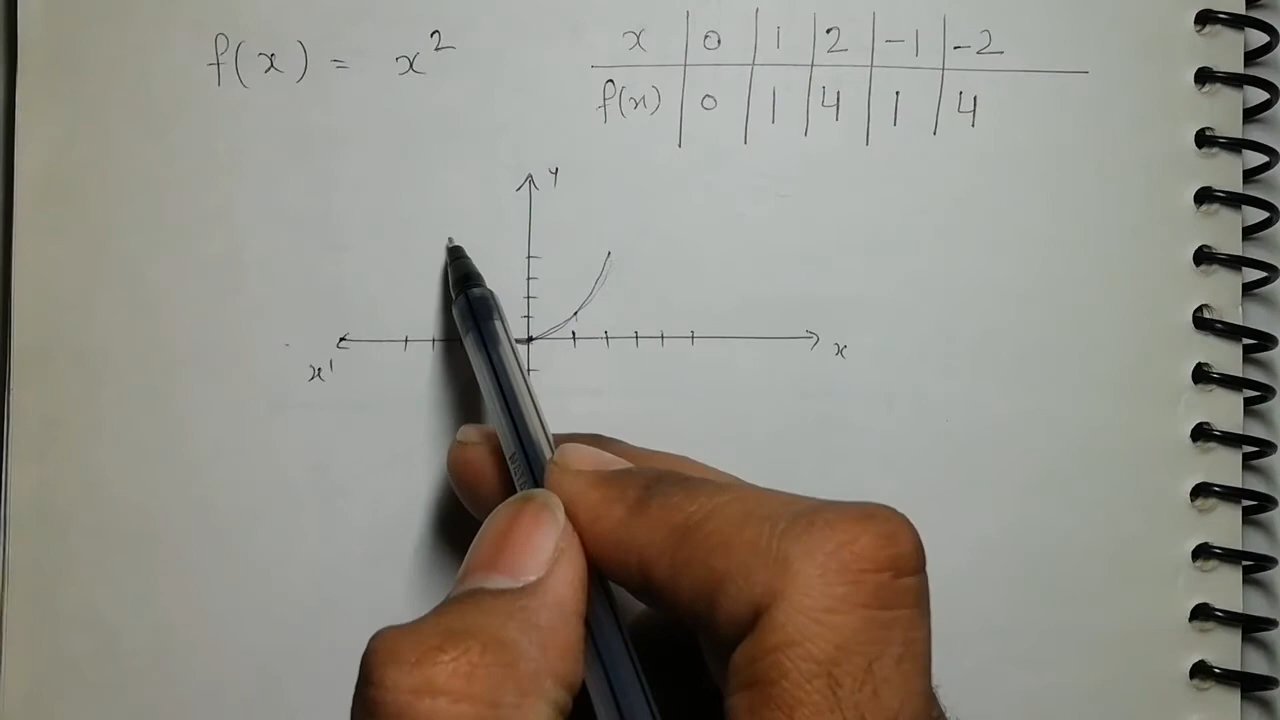 f(x) = x²
x 0 1 2 -1 -2
f(x) 0 1 4 1 4
y
x' x